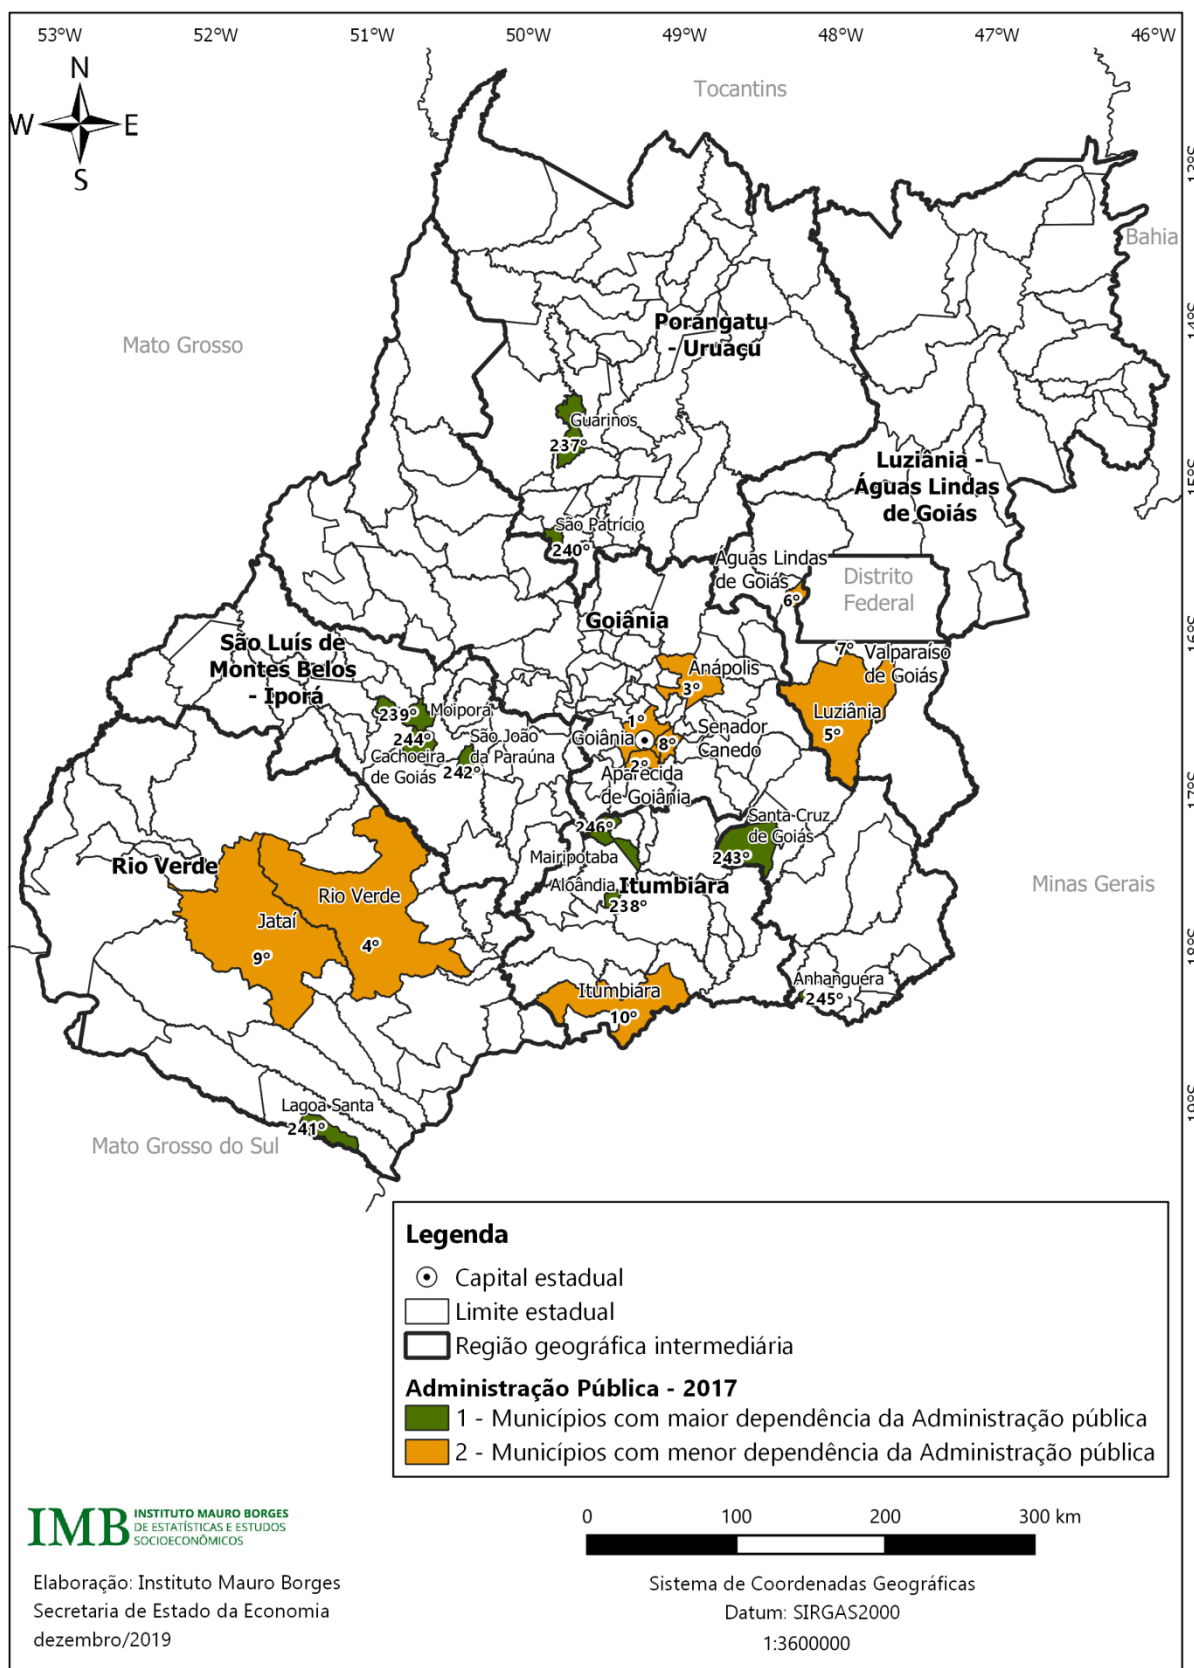 53°W 52°W 51°W 50°W 49°W 48°W 47°W 46°W
N
W E
S
Tocantins
13°S
Bahia
14°S
Porangatu
- Uruaçú
Mato Grosso
Guarinos
237°
15°S
Luziânia -
Águas Lindas
de Goiás
São Patrício
240°
Águas Lindas
de Goiás
6°
Distrito
Federal
16°S
Goiânia
São Luís de
Montes Belos
- Iporá
7°
Valparaíso
de Goiás
Anápolis
3°
Luziânia
5°
239°
Moiporá
244°
Cachoeira
de Goiás
São João
da Paraúna
242°
1°
Goiânia
8°
Senador
Canedo
2°
Aparecida
de Goiânia
17°S
246°
Mairipotaba
Santa Cruz
de Goiás
243°
Rio Verde
Rio Verde
4°
Jataí
9°
Aloândia
238°
Itumbiara
Minas Gerais
18°S
Itumbiara
10°
Anhanguera
245°
19°S
Lagoa Santa
241°
Mato Grosso do Sul
Legenda
Capital estadual
Limite estadual
Região geográfica intermediária
Administração Pública - 2017
1 - Municípios com maior dependência da Administração pública
2 - Municípios com menor dependência da Administração pública
IMB
INSTITUTO MAURO BORGES
DE ESTATÍSTICAS E ESTUDOS
SOCIOECONÔMICOS
Elaboração: Instituto Mauro Borges
Secretaria de Estado da Economia
dezembro/2019
0 100 200 300 km
Sistema de Coordenadas Geográficas
Datum: SIRGAS2000
1:3600000